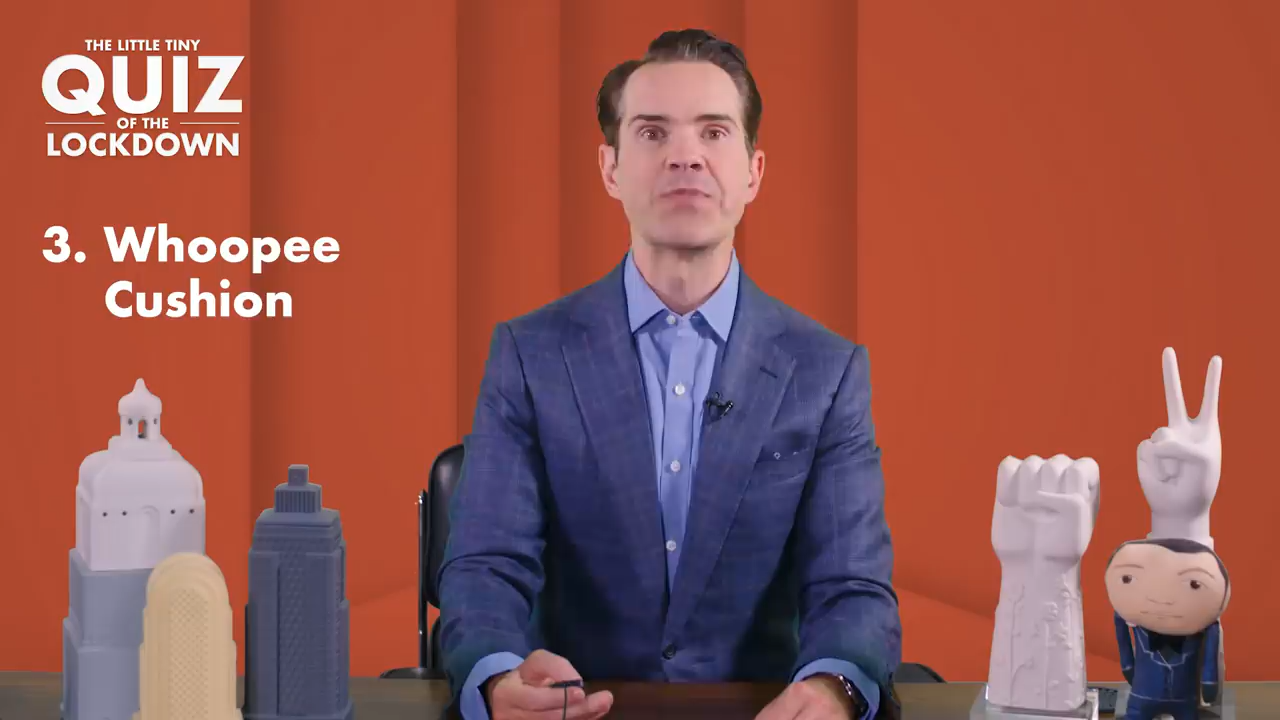 THE LITTLE TINY
QUIZ
OF THE
LOCKDOWN
3. Whoopee
Cushion